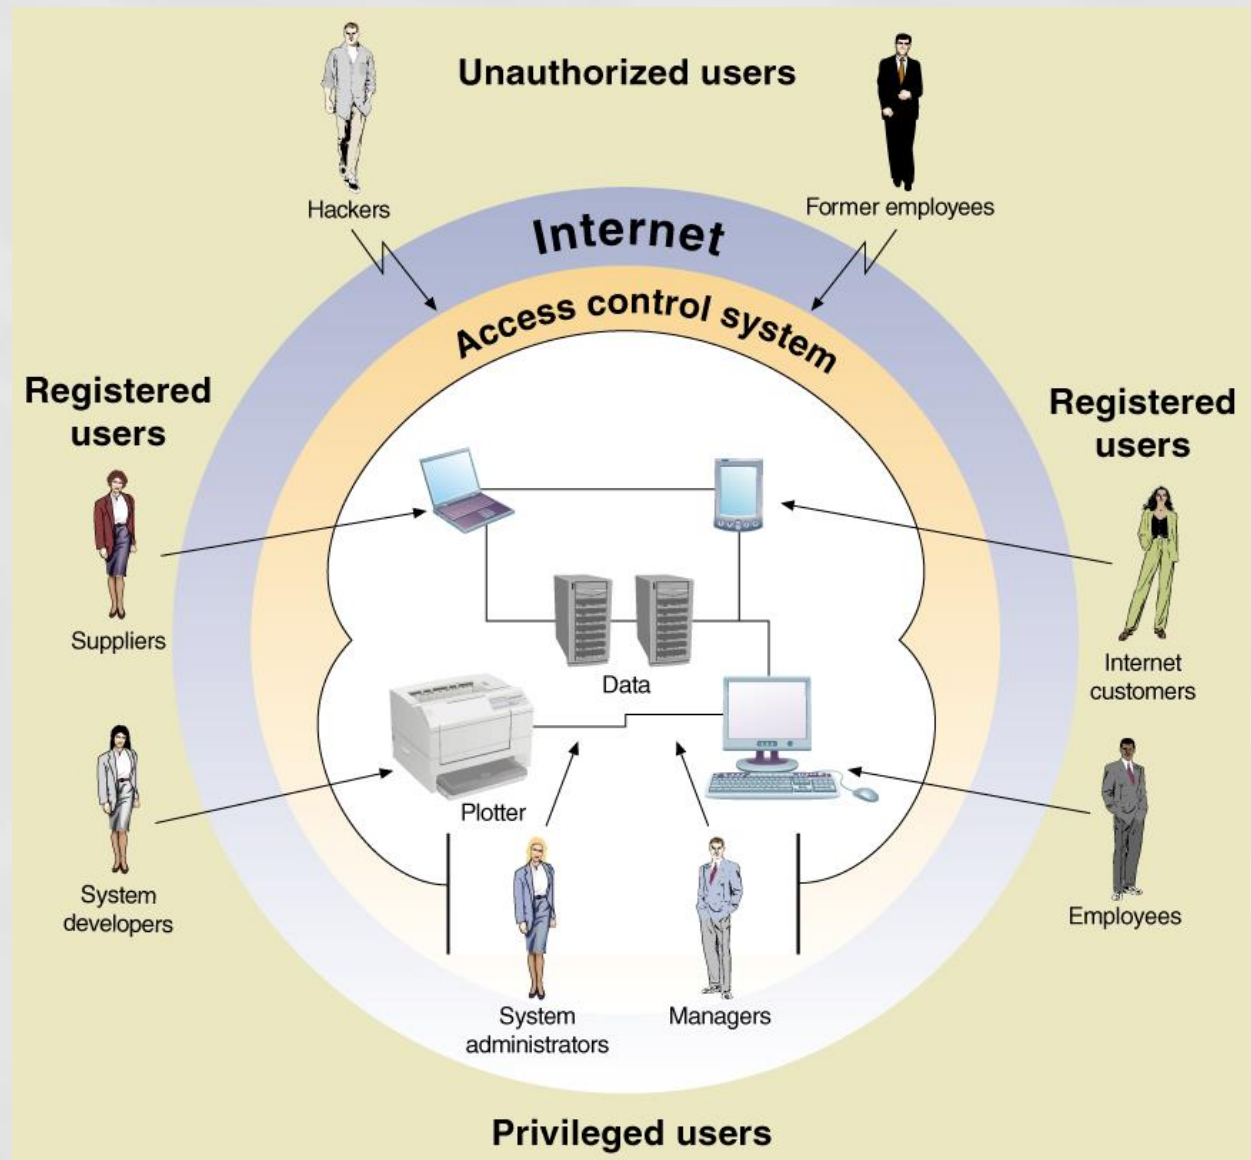 Unauthorized users
Hackers
Former employees
Internet
Access control system
Registered
users
Registered
users
Suppliers
Internet
customers
Data
Plotter
System
developers
Employees
System
administrators
Managers
Privileged users